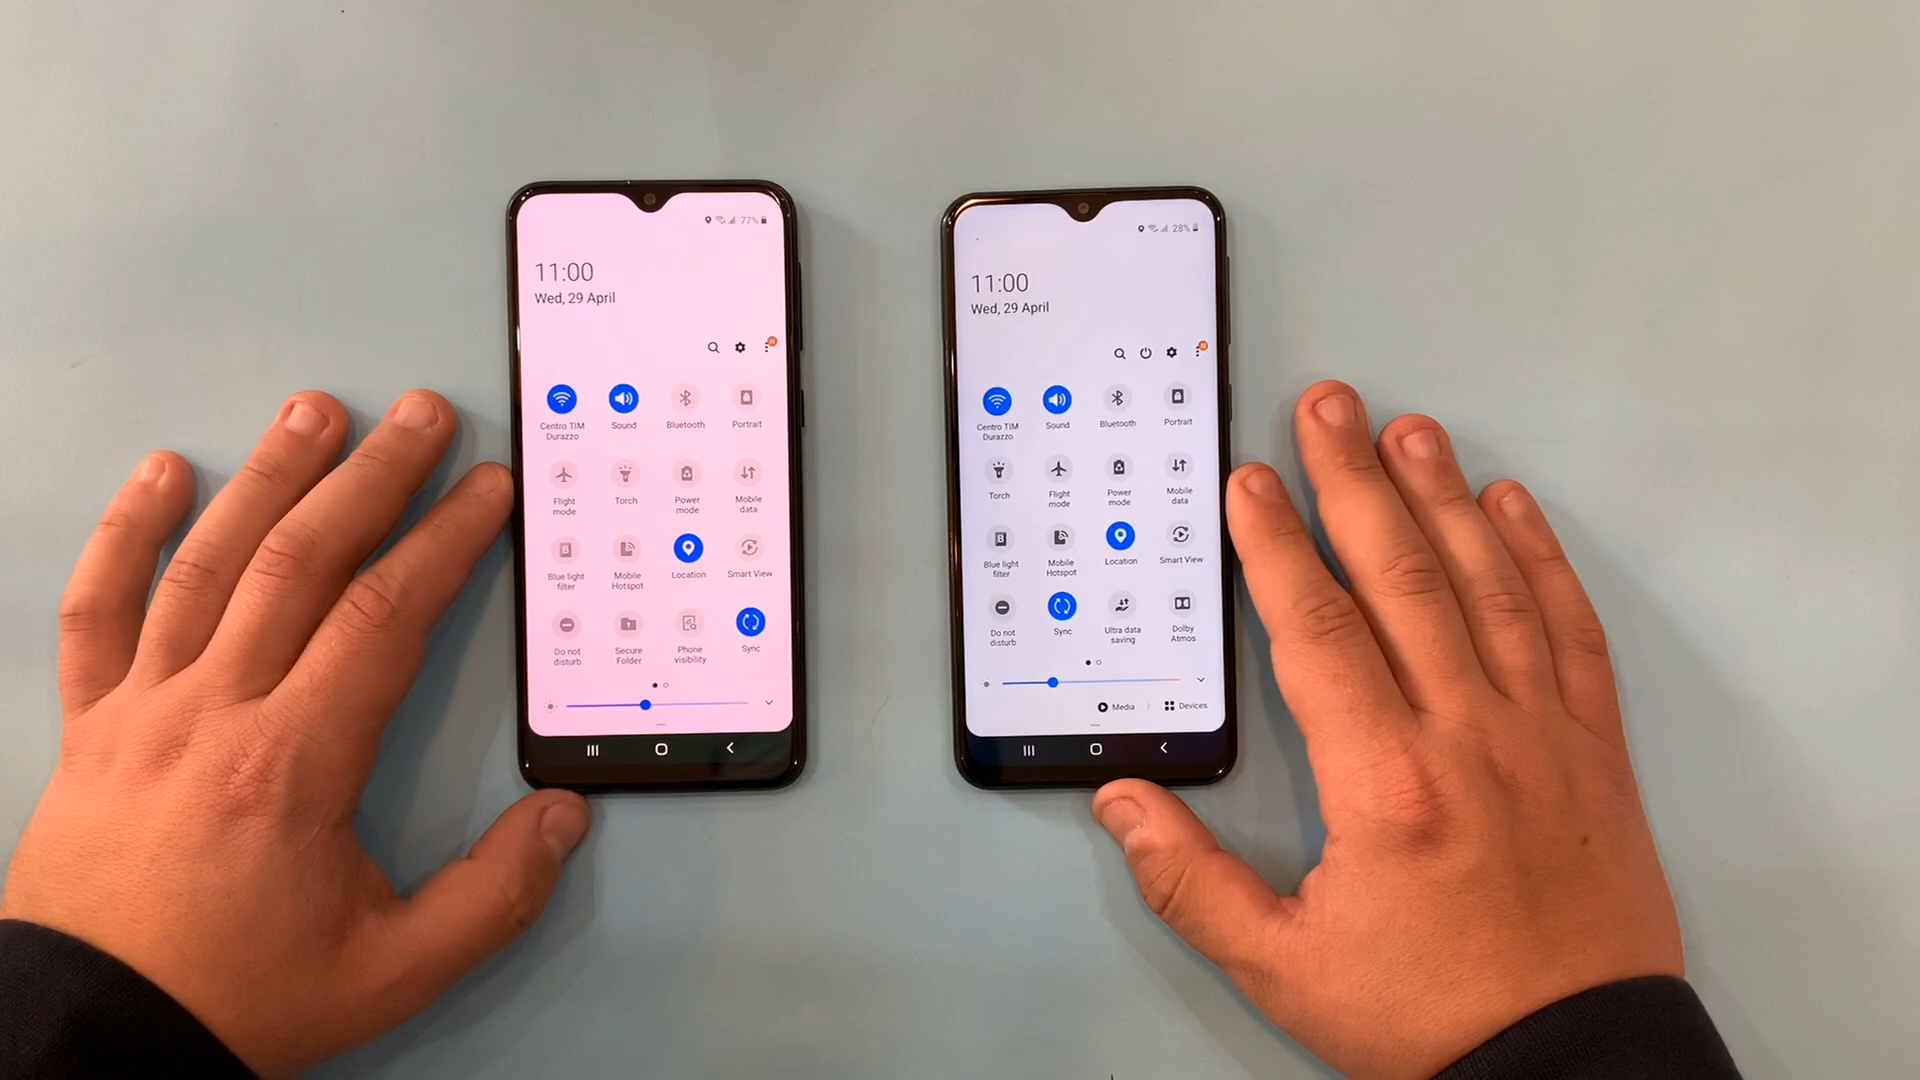 77%
11:00
Wed, 29 April
N
Centro TIM
Durazzo
Sound
Bluetooth
Portrait
Flight
mode
Torch
Power
mode
Mobile
data
B
Blue light
filter
Mobile
Hotspot
Location
Smart View
Do not
disturb
Secure
Folder
Phone
visibility
Sync
28%
11:00
Wed, 29 April
N
Centro TIM
Durazzo
Sound
Bluetooth
Portrait
Torch
Flight
mode
Power
mode
Mobile
data
B
Blue light
filter
Mobile
Hotspot
Location
Smart View
Do not
disturb
Sync
Ultra data
saving
Dolby
Atmos
Media
Devices